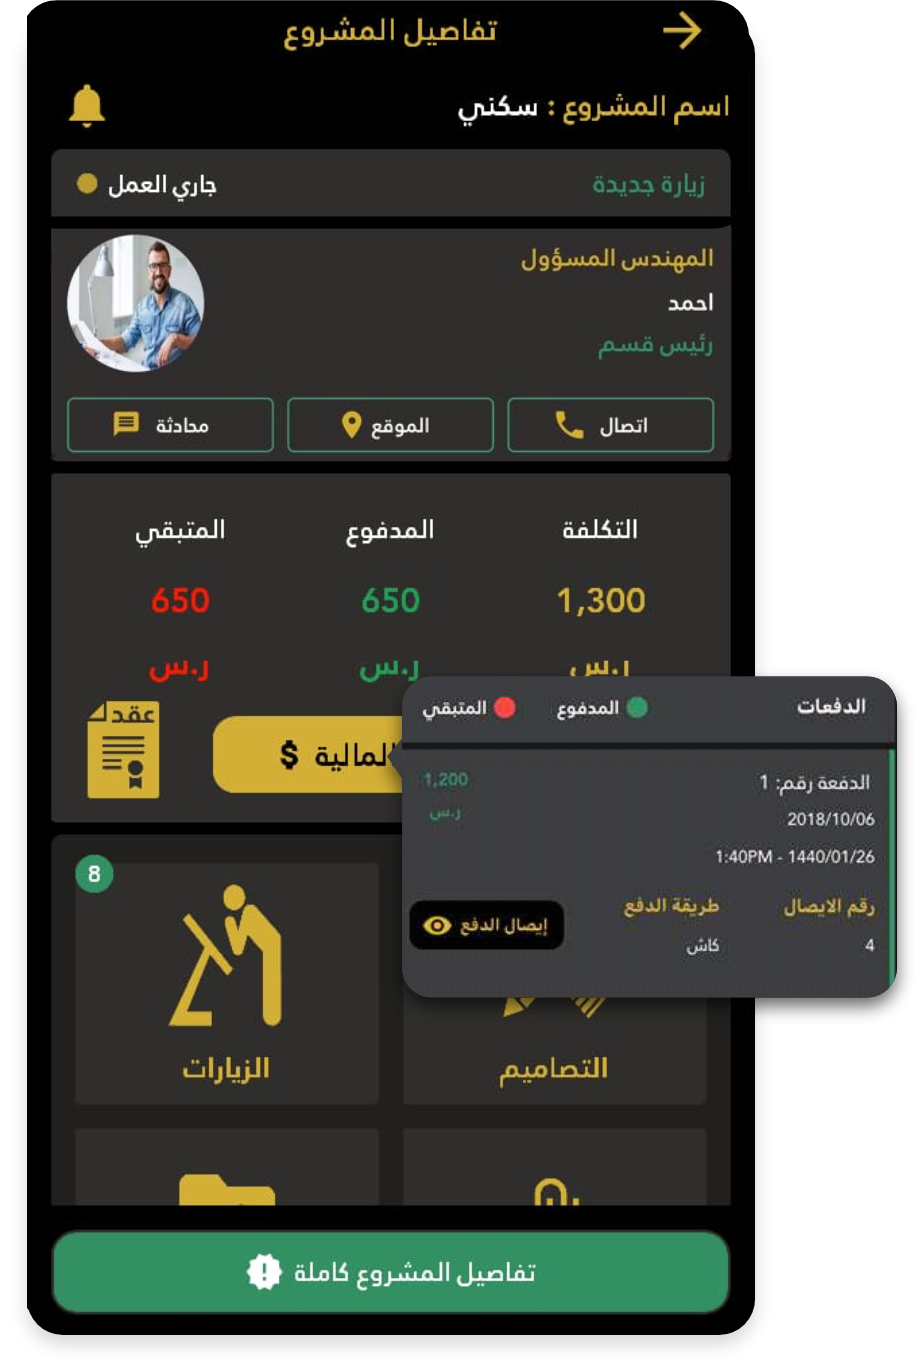 تفاصيل المشروع
اسم المشروع : سكني
زيارة جديدة
جاري العمل
المهندس المسؤول
احمد
رئيس قسم
اتصال
الموقع
محادثة
التكلفة
المدفوع
المتبقي
1,300
650
650
ر.س
ر.س
ر.س
المالية $
عقد
الدفعات
المدفوع
المتبقي
الدفعة رقم: 1
1,200
2018/10/06
ر.س
1:40PM - 1440/01/26
رقم الايصال
طريقة الدفع
إيصال الدفع
4
كاش
8
التصاميم
الزيارات
تفاصيل المشروع كاملة